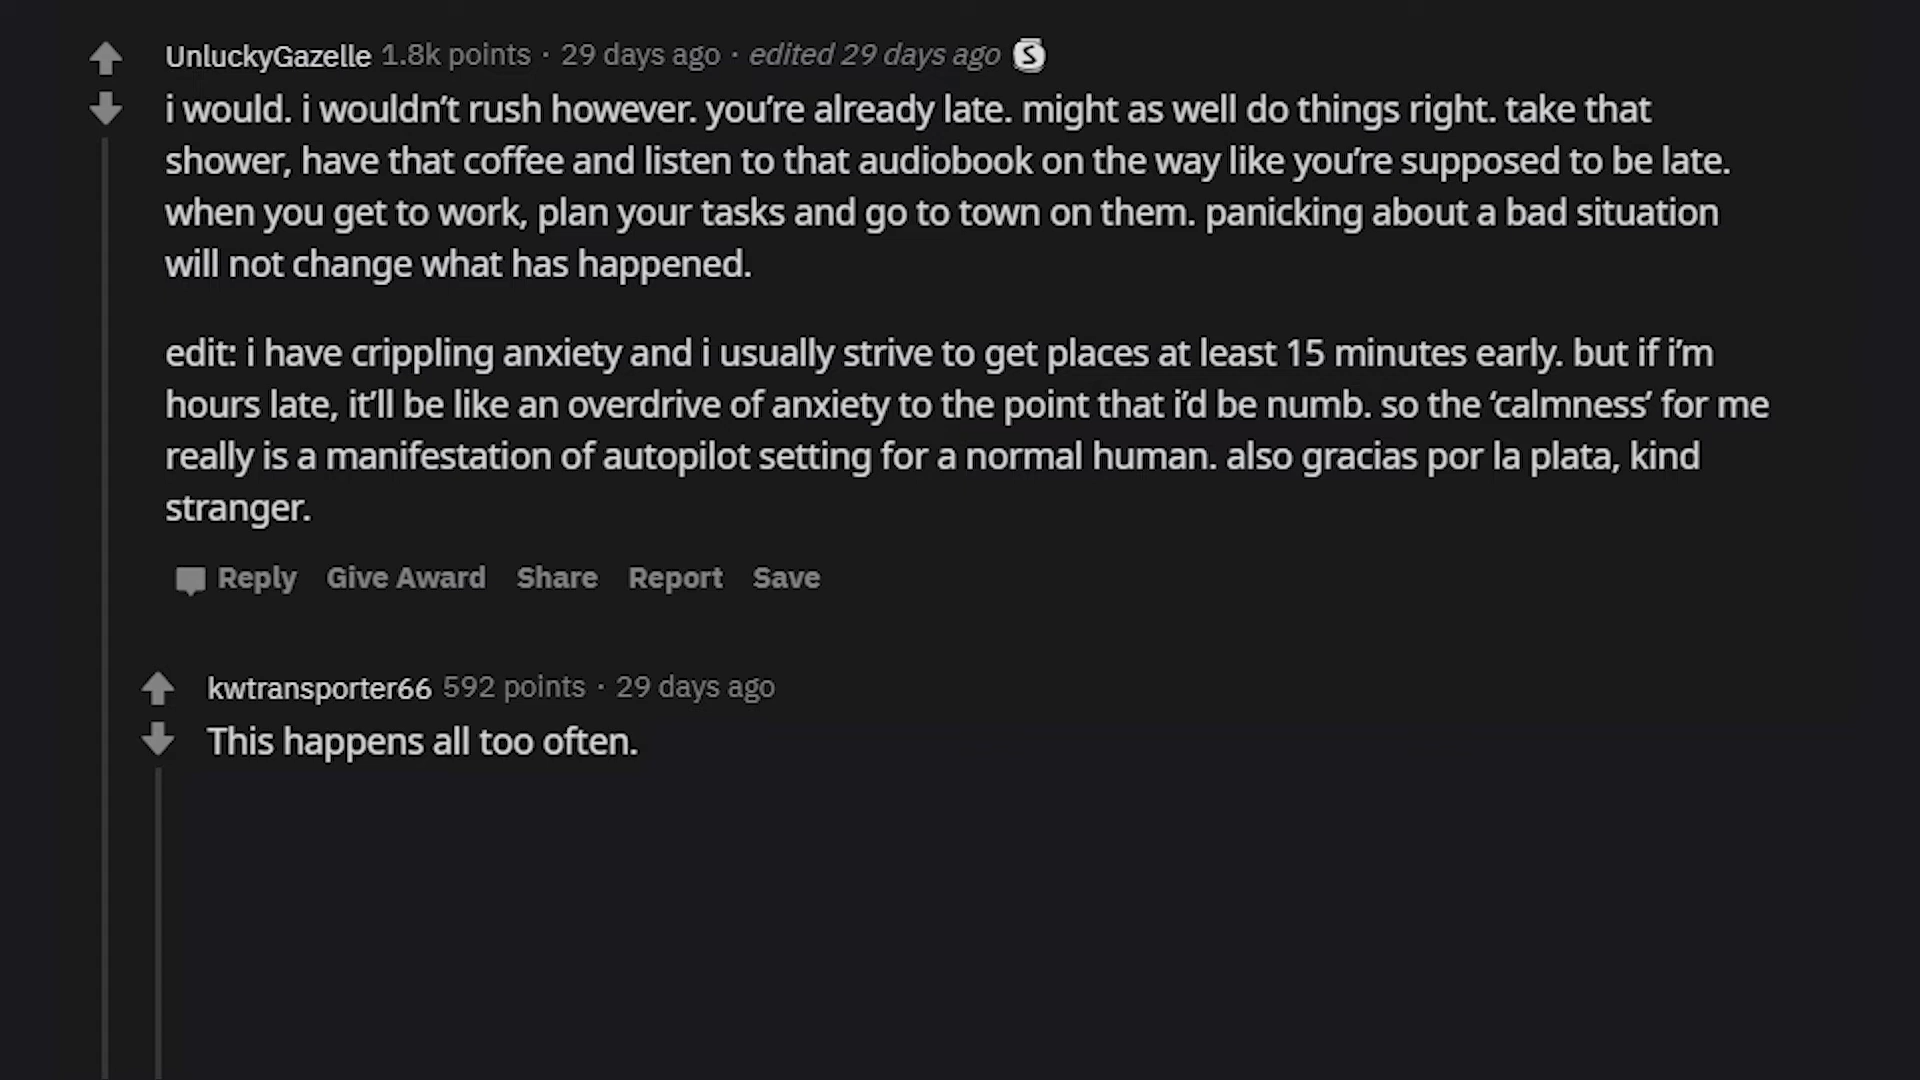 UnluckyGazelle 1.8k points · 29 days ago · edited 29 days ago S
i would. i wouldn’t rush however. you’re already late. might as well do things right. take that
shower, have that coffee and listen to that audiobook on the way like you’re supposed to be late.
when you get to work, plan your tasks and go to town on them. panicking about a bad situation
will not change what has happened.
edit: i have crippling anxiety and i usually strive to get places at least 15 minutes early. but if i’m
hours late, it’ll be like an overdrive of anxiety to the point that i’d be numb. so the ‘calmness’ for me
really is a manifestation of autopilot setting for a normal human. also gracias por la plata, kind
stranger.
Reply Give Award Share Report Save
kwtransporter66 592 points · 29 days ago
This happens all too often.